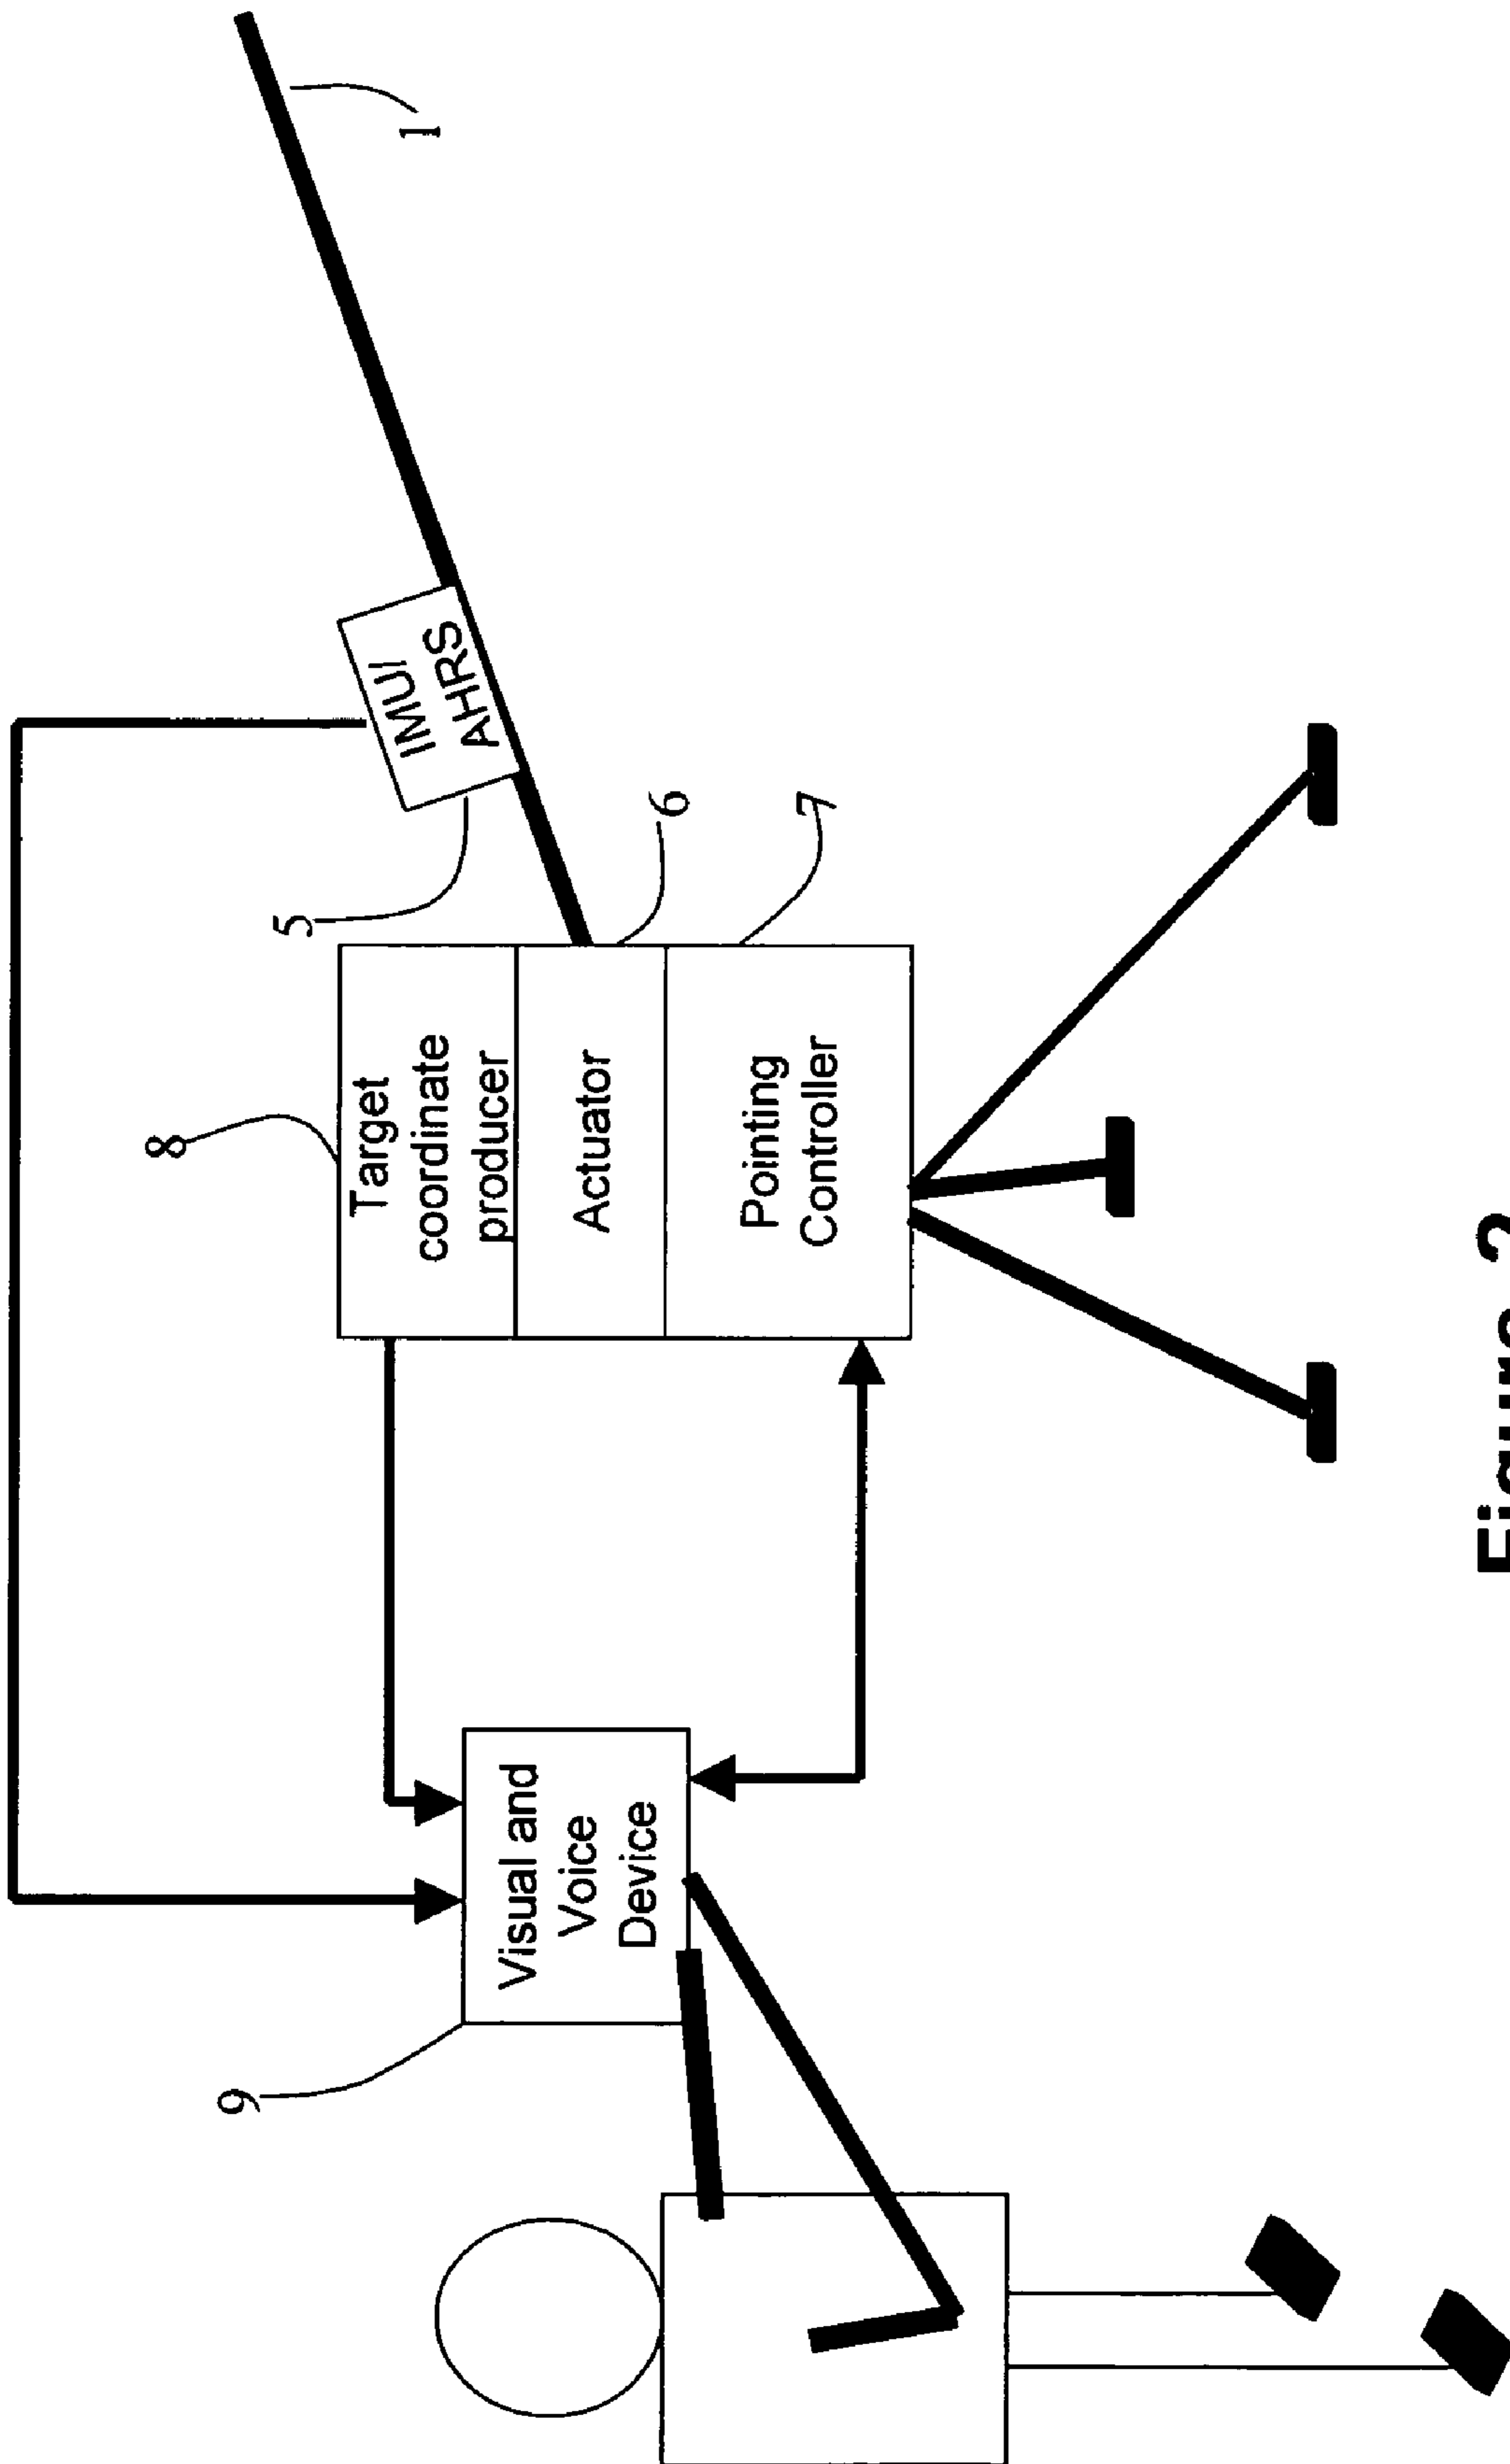 1
IMU/
AHRS
5
6
7
8
Target
coordinate
producer
Actuator
Pointing
Controller
Visual and
Voice
Device
9
Figure 2